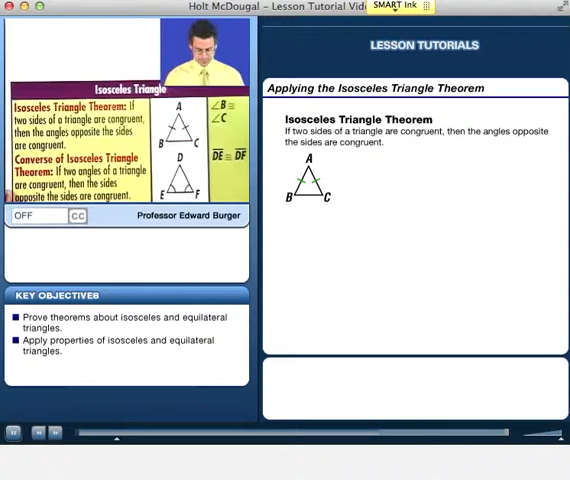 Holt McDougal – Lesson Tutorial Vide
SMART Ink
LESSON TUTORIALS
Isosceles Triangle
Isosceles Triangle Theorem: If
two sides of a triangle are congruent,
then the angles opposite the sides
are congruent.
Converse of Isosceles Triangle
Theorem: If two angles of a triangle
are congruent, then the sides
opposite the sides are congruent.
A
B
C
D
E
F
∠B ≅
∠C
DE ≅ DF
OFF
CC
Professor Edward Burger
KEY OBJECTIVES
Prove theorems about isosceles and equilateral
triangles.
Apply properties of isosceles and equilateral
triangles.
Applying the Isosceles Triangle Theorem
Isosceles Triangle Theorem
If two sides of a triangle are congruent, then the angles opposite
the sides are congruent.
A
B
C